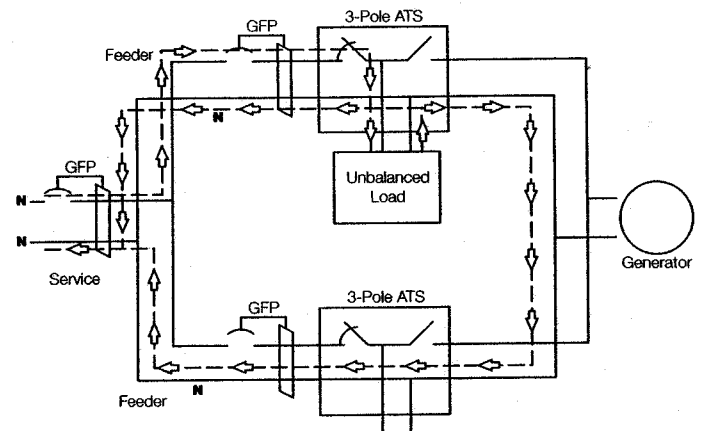 3-Pole ATS
GFP
Feeder
N
GFP
Unbalanced
Load
N
N
Service
Generator
3-Pole ATS
GFP
N
Feeder